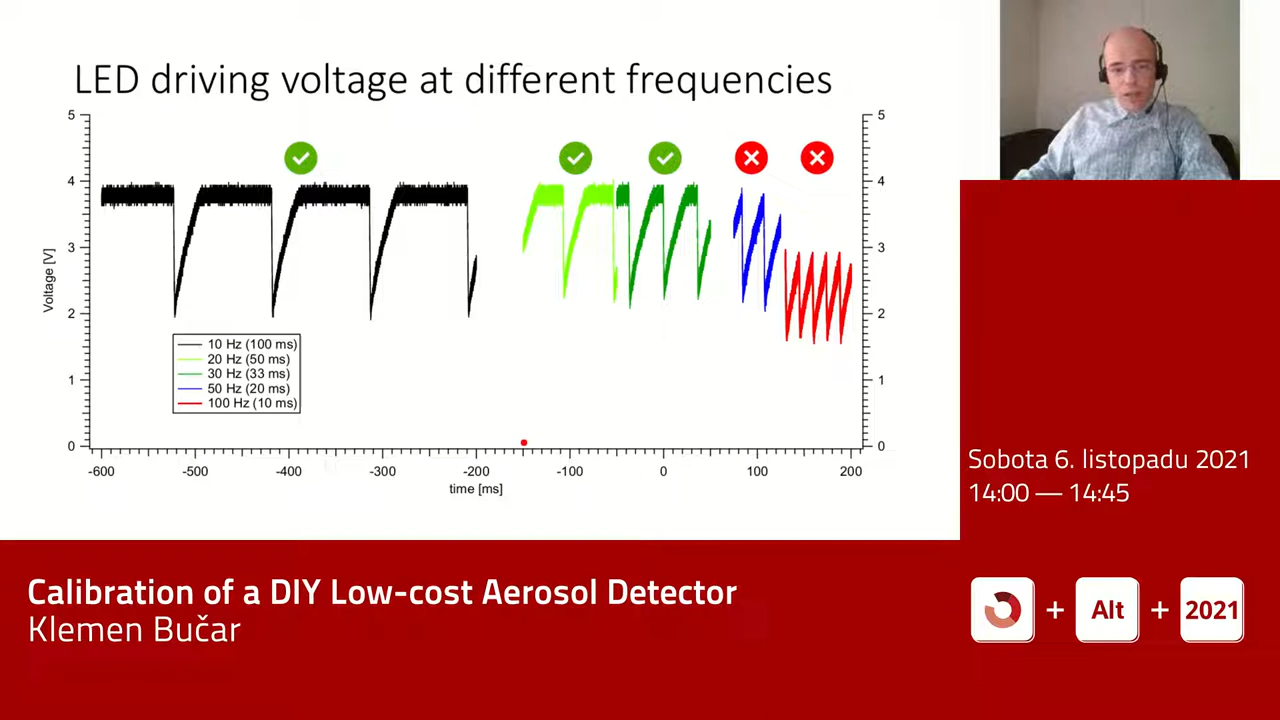 LED driving voltage at different frequencies
5
4
3
2
1
0
Voltage [V]
5
4
3
2
1
0
10 Hz (100 ms)
20 Hz (50 ms)
30 Hz (33 ms)
50 Hz (20 ms)
100 Hz (10 ms)
-600 -500 -400 -300 -200 -100 0 100 200
time [ms]
Sobota 6. listopadu 2021
14:00 — 14:45
Calibration of a DIY Low-cost Aerosol Detector
Klemen Bučar
+ Alt + 2021